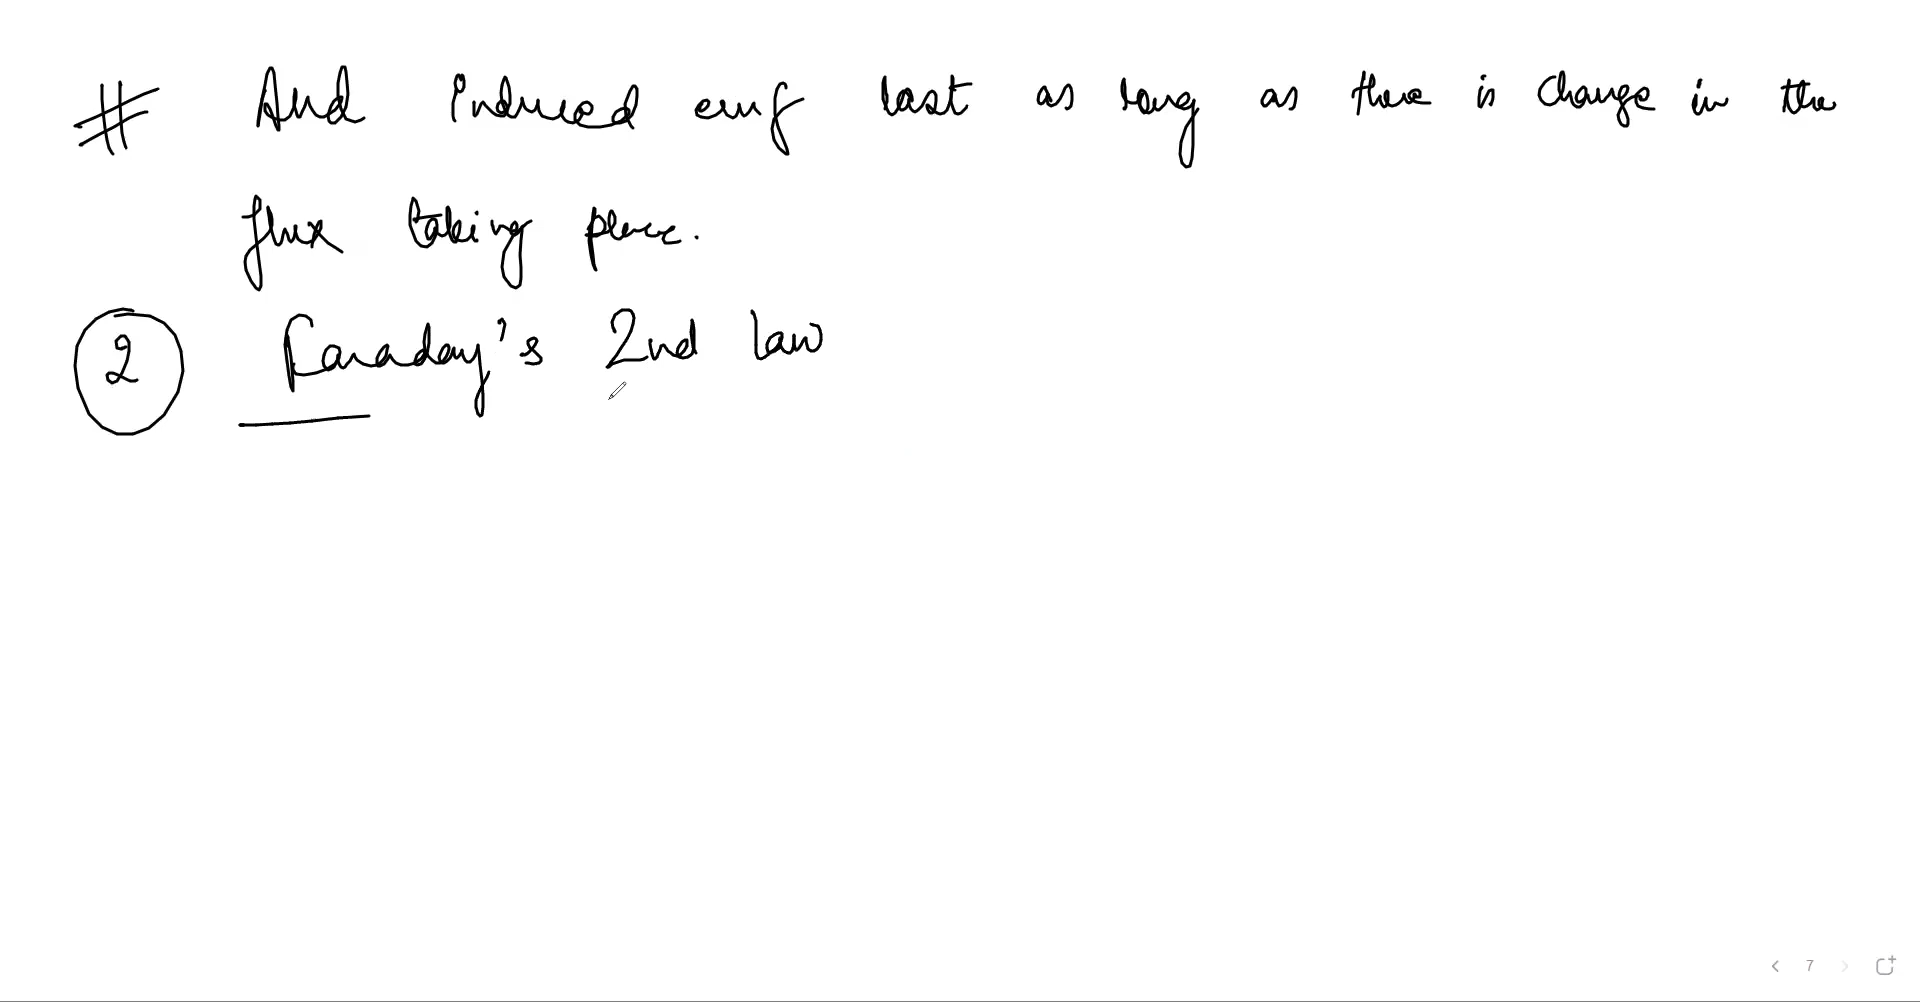 # And induced emf last as long as there is change in the
flux taking place.
2 Faraday's 2nd law
7